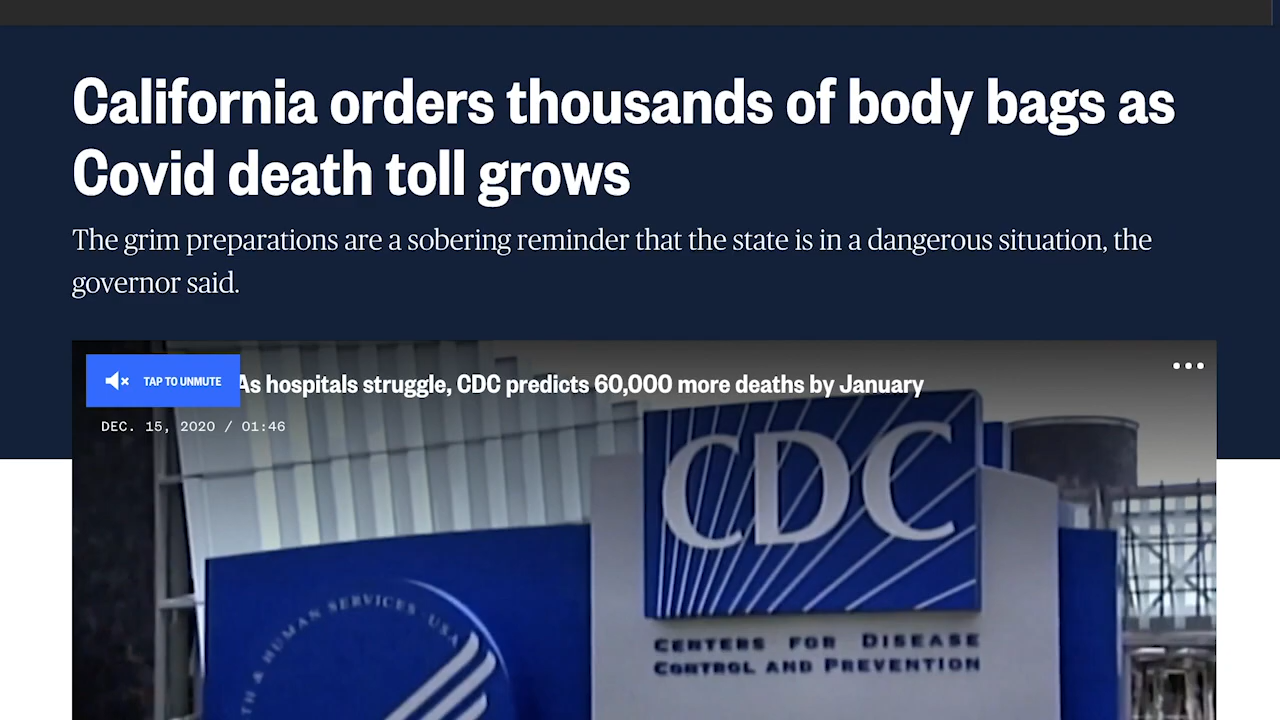 California orders thousands of body bags as
Covid death toll grows
The grim preparations are a sobering reminder that the state is in a dangerous situation, the
governor said.
TAP TO UNMUTE
As hospitals struggle, CDC predicts 60,000 more deaths by January
DEC. 15, 2020 / 01:46
CDC
CENTERS FOR DISEASE
CONTROL AND PREVENTION
TH & HUMAN SERVICES · USA